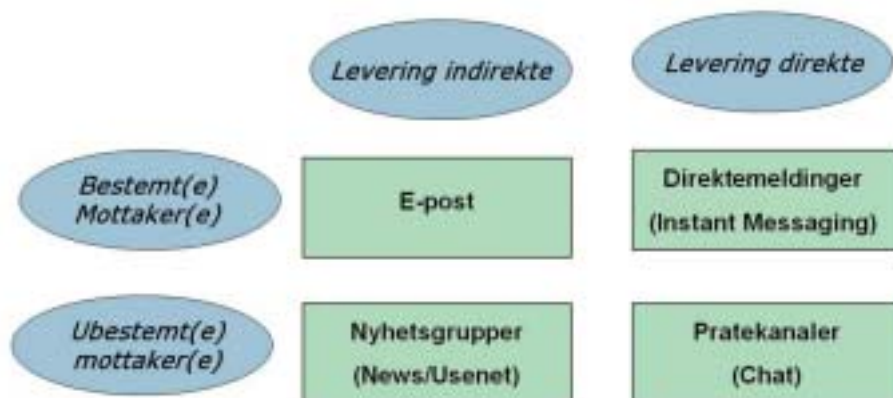 Levering indirekte
Levering direkte
Bestemt(e)
Mottaker(e)
E-post
Direktemeldinger
(Instant Messaging)
Ubestemt(e)
mottaker(e)
Nyhetsgrupper
(News/Usenet)
Pratekanaler
(Chat)